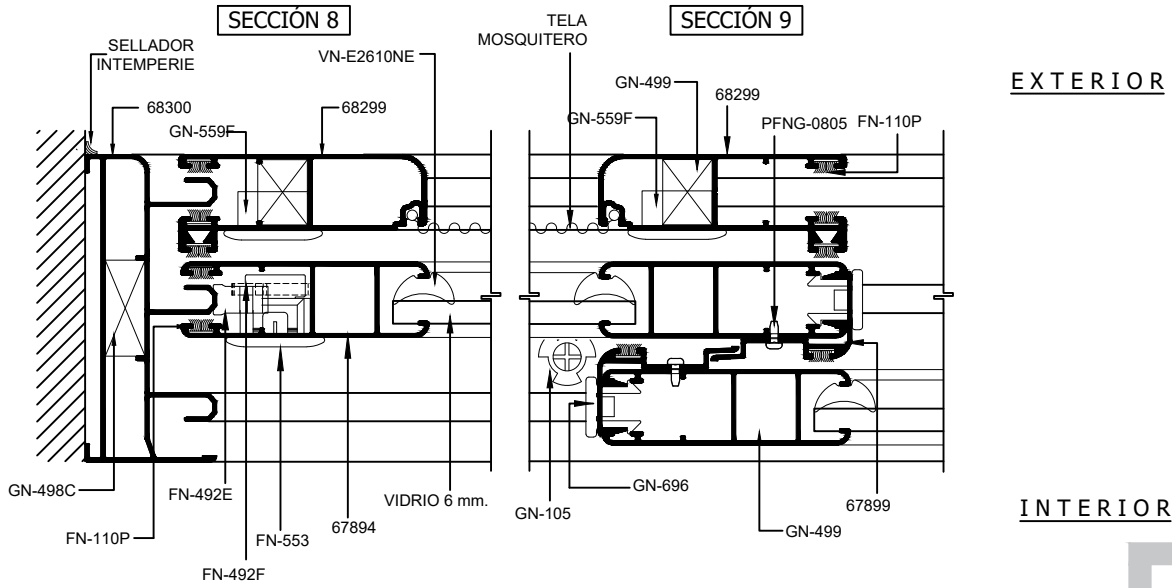 SECCIÓN 8
SECCIÓN 9
TELA
MOSQUITERO
SELLADOR
INTEMPERIE
VN-E2610NE
GN-499
EXTERIOR
68300
68299
68299
GN-559F
GN-559F
PFNG-0805
FN-110P
GN-498C
FN-492E
VIDRIO 6 mm.
GN-696
67899
GN-105
INTERIOR
FN-110P
FN-553
67894
GN-499
FN-492F